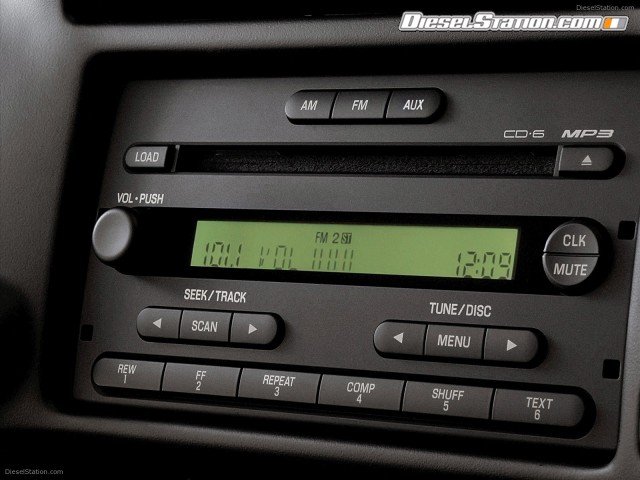 DieselStation.com
DieselStation.com
AM FM AUX
CD·6 MP3
LOAD
VOL·PUSH
FM 2 ST
101.1 VOL 12:09
CLK
MUTE
SEEK/TRACK
TUNE/DISC
SCAN
MENU
REW
1
FF
2
REPEAT
3
COMP
4
SHUFF
5
TEXT
6
DieselStation.com